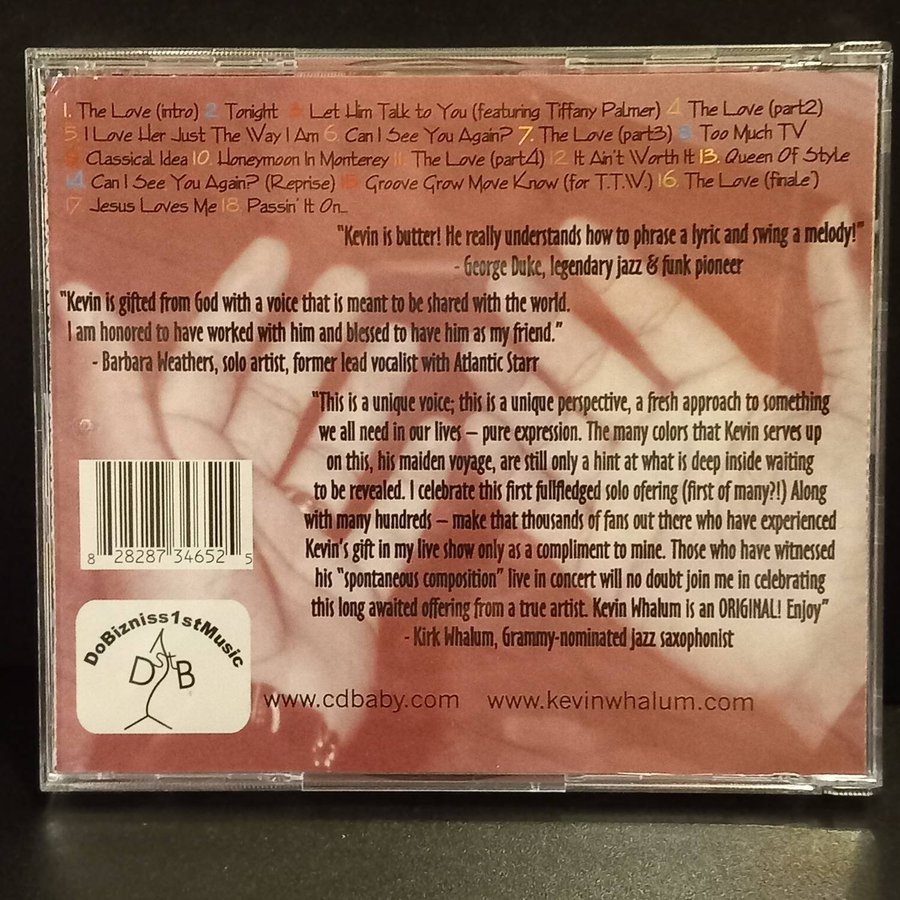 1. The Love (intro) 2. Tonight 3. Let Him Talk to You (featuring Tiffany Palmer) 4. The Love (part2)
5. I Love Her Just The Way I Am 6. Can I See You Again? 7. The Love (part3) 8. Too Much TV
9. Classical Idea 10. Honeymoon In Monterey 11. The Love (part4) 12. It Ain't Worth It 13. Queen Of Style
14. Can I See You Again? (Reprise) 15. Groove Grow Move Know (for T.T.W.) 16. The Love (finale')
17. Jesus Loves Me 18. Passin' It On...
"Kevin is butter! He really understands how to phrase a lyric and swing a melody!"
- George Duke, legendary jazz & funk pioneer
"Kevin is gifted from God with a voice that is meant to be shared with the world.
I am honored to have worked with him and blessed to have him as my friend."
- Barbara Weathers, solo artist, former lead vocalist with Atlantic Starr
"This is a unique voice; this is a unique perspective, a fresh approach to something
we all need in our lives – pure expression. The many colors that Kevin serves up
on this, his maiden voyage, are still only a hint at what is deep inside waiting
to be revealed. I celebrate this first fullfledged solo ofering (first of many?!) Along
with many hundreds – make that thousands of fans out there who have experienced
Kevin's gift in my live show only as a compliment to mine. Those who have witnessed
his "spontaneous composition" live in concert will no doubt join me in celebrating
this long awaited offering from a true artist. Kevin Whalum is an ORIGINAL! Enjoy"
- Kirk Whalum, Grammy-nominated jazz saxophonist
8 28287 34652 5
DoBizniss1stMusic
D 1st B
www.cdbaby.com www.kevinwhalum.com